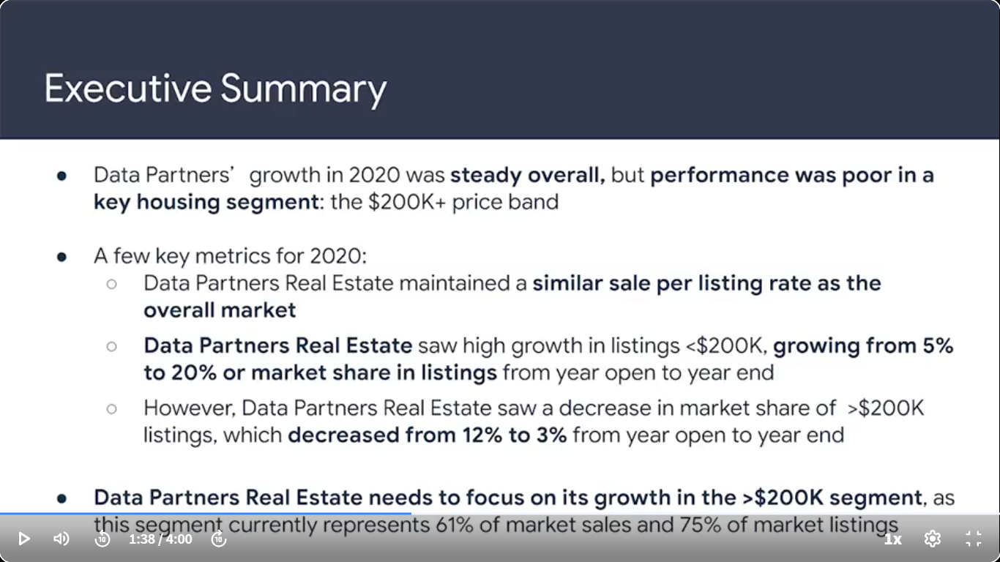 Executive Summary
● Data Partners’ growth in 2020 was steady overall, but performance was poor in a
key housing segment: the $200K+ price band
● A few key metrics for 2020:
○ Data Partners Real Estate maintained a similar sale per listing rate as the
overall market
○ Data Partners Real Estate saw high growth in listings <$200K, growing from 5%
to 20% or market share in listings from year open to year end
○ However, Data Partners Real Estate saw a decrease in market share of >$200K
listings, which decreased from 12% to 3% from year open to year end
● Data Partners Real Estate needs to focus on its growth in the >$200K segment, as
this segment currently represents 61% of market sales and 75% of market listings
10 1:38 / 4:00 10 1x